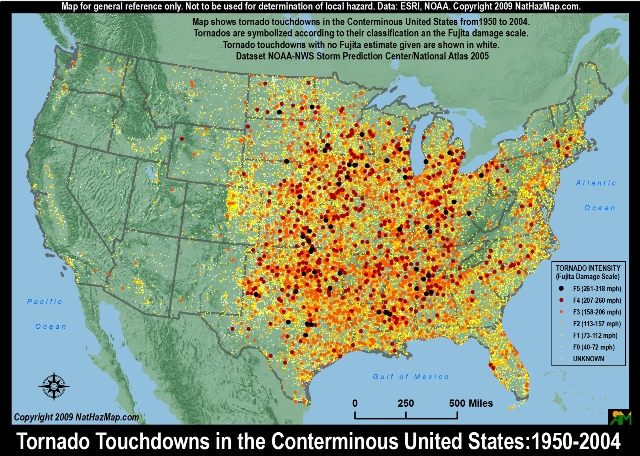 Map for general reference only. Not to be used for determination of local hazard. Data: ESRI, NOAA. Copyright 2009 NatHazMap.com.
Map shows tornado touchdowns in the Conterminous United States from1950 to 2004.
Tornados are symbolized according to their classification an the Fujita damage scale.
Tornado touchdowns with no Fujita estimate given are shown in white.
Dataset NOAA-NWS Storm Prediction Center/National Atlas 2005
Atlantic
Ocean
TORNADO INTENSITY
(Fujita Damage Scale)
F5 (261-318 mph)
F4 (207-260 mph)
F3 (158-206 mph)
F2 (113-157 mph)
F1 (73-112 mph)
F0 (40-72 mph)
UNKNOWN
Pacific
Ocean
Gulf of Mexico
0 250 500 Miles
Copyright 2009 NatHazMap.com
Tornado Touchdowns in the Conterminous United States:1950-2004